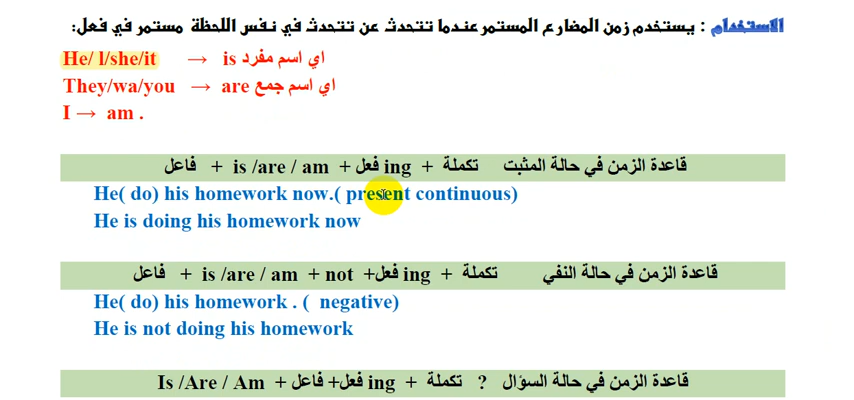 الاستخدام : يستخدم زمن المضارع المستمر عندما تتحدث عن تتحدث في نفس اللحظة مستمر في فعل:
He/ l/she/it → is اي اسم مفرد
They/wa/you → are اي اسم جمع
I → am .
قاعدة الزمن في حالة المثبت فاعل + is /are / am + فعل ing + تكملة
He( do) his homework now.( present continuous)
He is doing his homework now
قاعدة الزمن في حالة النفي فاعل + is /are / am + not +فعل ing + تكملة
He( do) his homework . ( negative)
He is not doing his homework
قاعدة الزمن في حالة السؤال Is /Are / Am + فاعل +فعل ing + تكملة ?